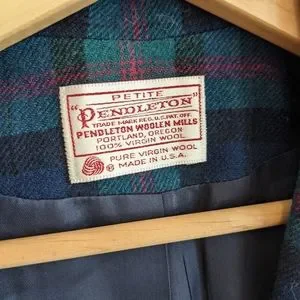 PETITE
"PENDLETON"
TRADE MARK REG. U.S. PAT. OFF.
PENDLETON WOOLEN MILLS
PORTLAND, OREGON
100% VIRGIN WOOL
PURE VIRGIN WOOL
® MADE IN U.S.A.